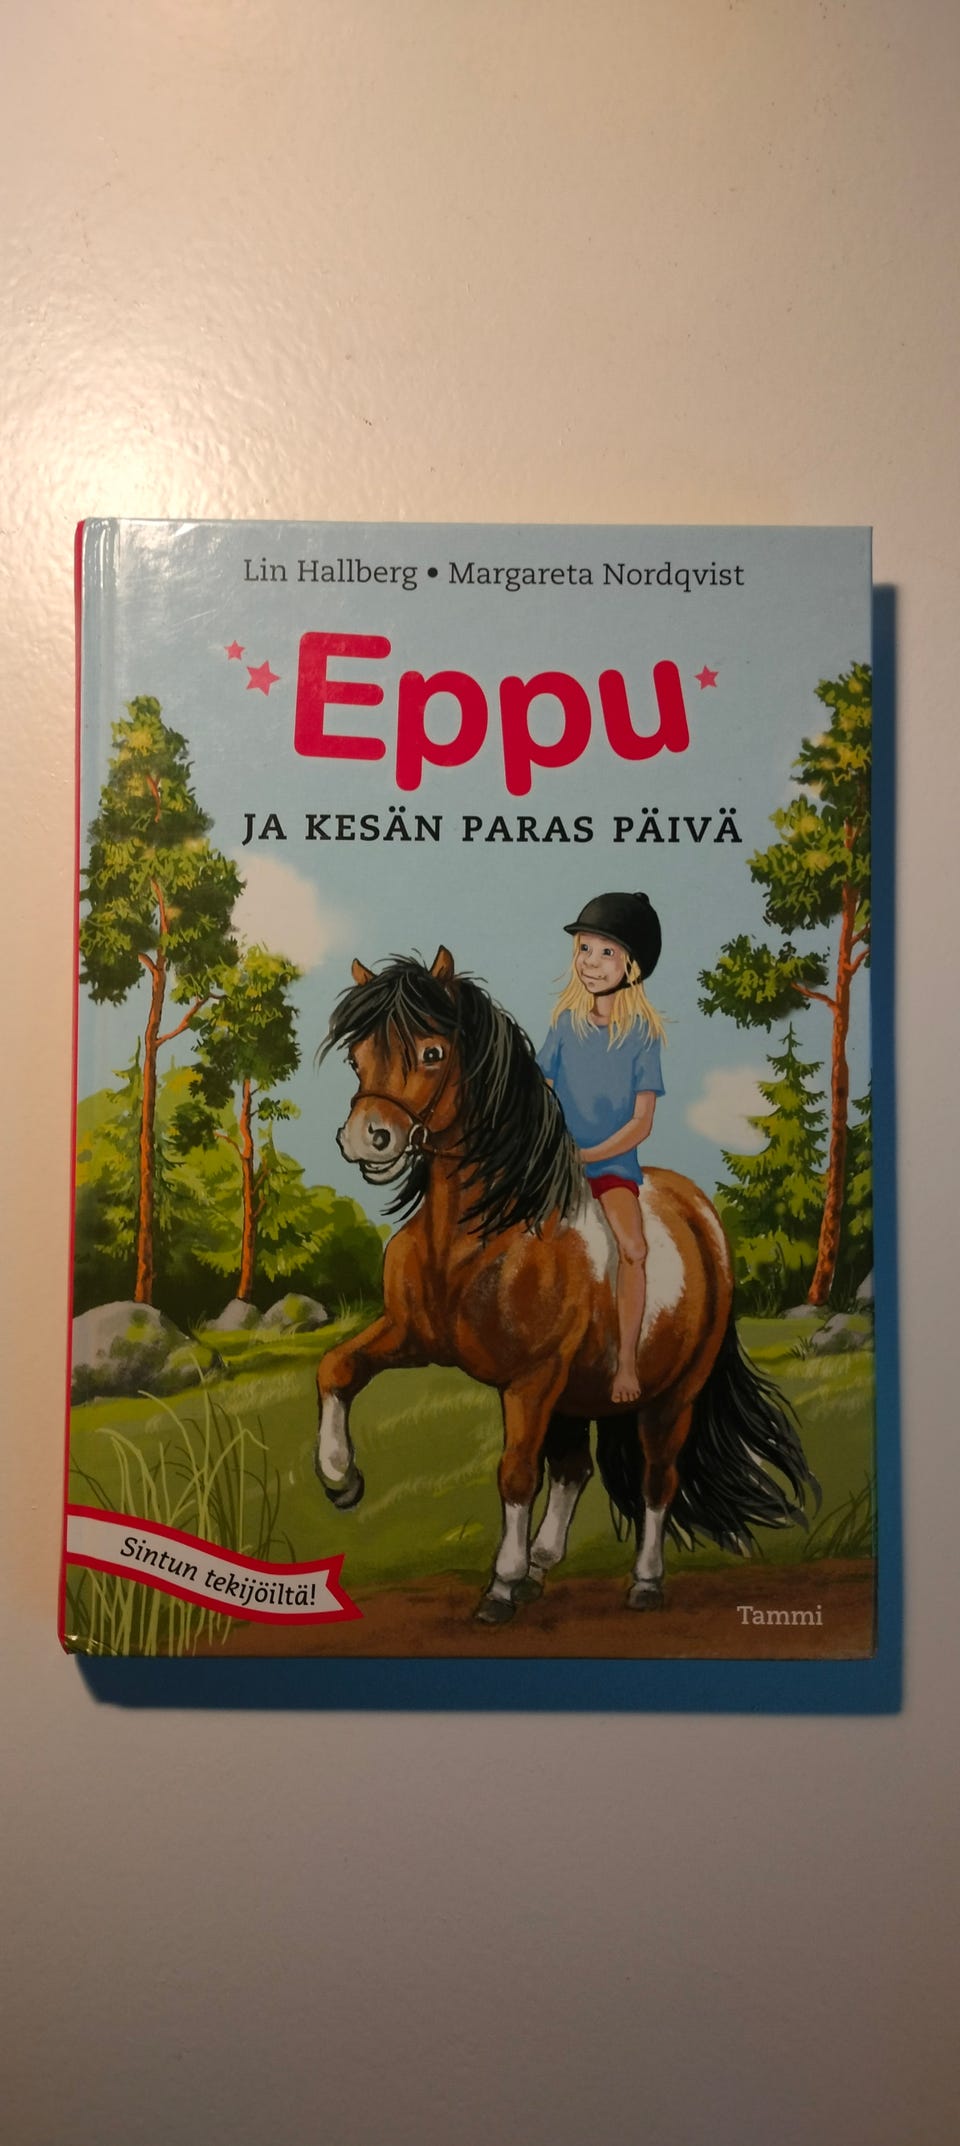 Lin Hallberg • Margareta Nordqvist
Eppu
JA KESÄN PARAS PÄIVÄ
Sintun tekijöiltä!
Tammi